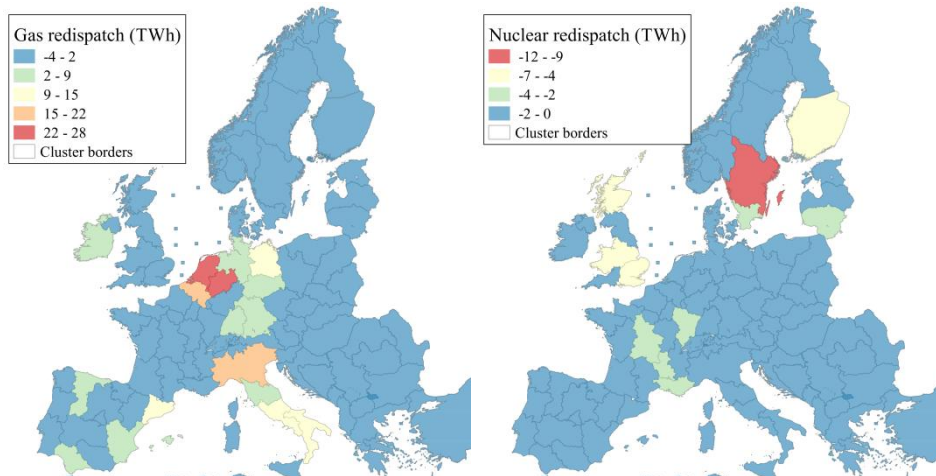 Gas redispatch (TWh)
-4 - 2
2 - 9
9 - 15
15 - 22
22 - 28
Cluster borders
Nuclear redispatch (TWh)
-12 - -9
-7 - -4
-4 - -2
-2 - 0
Cluster borders